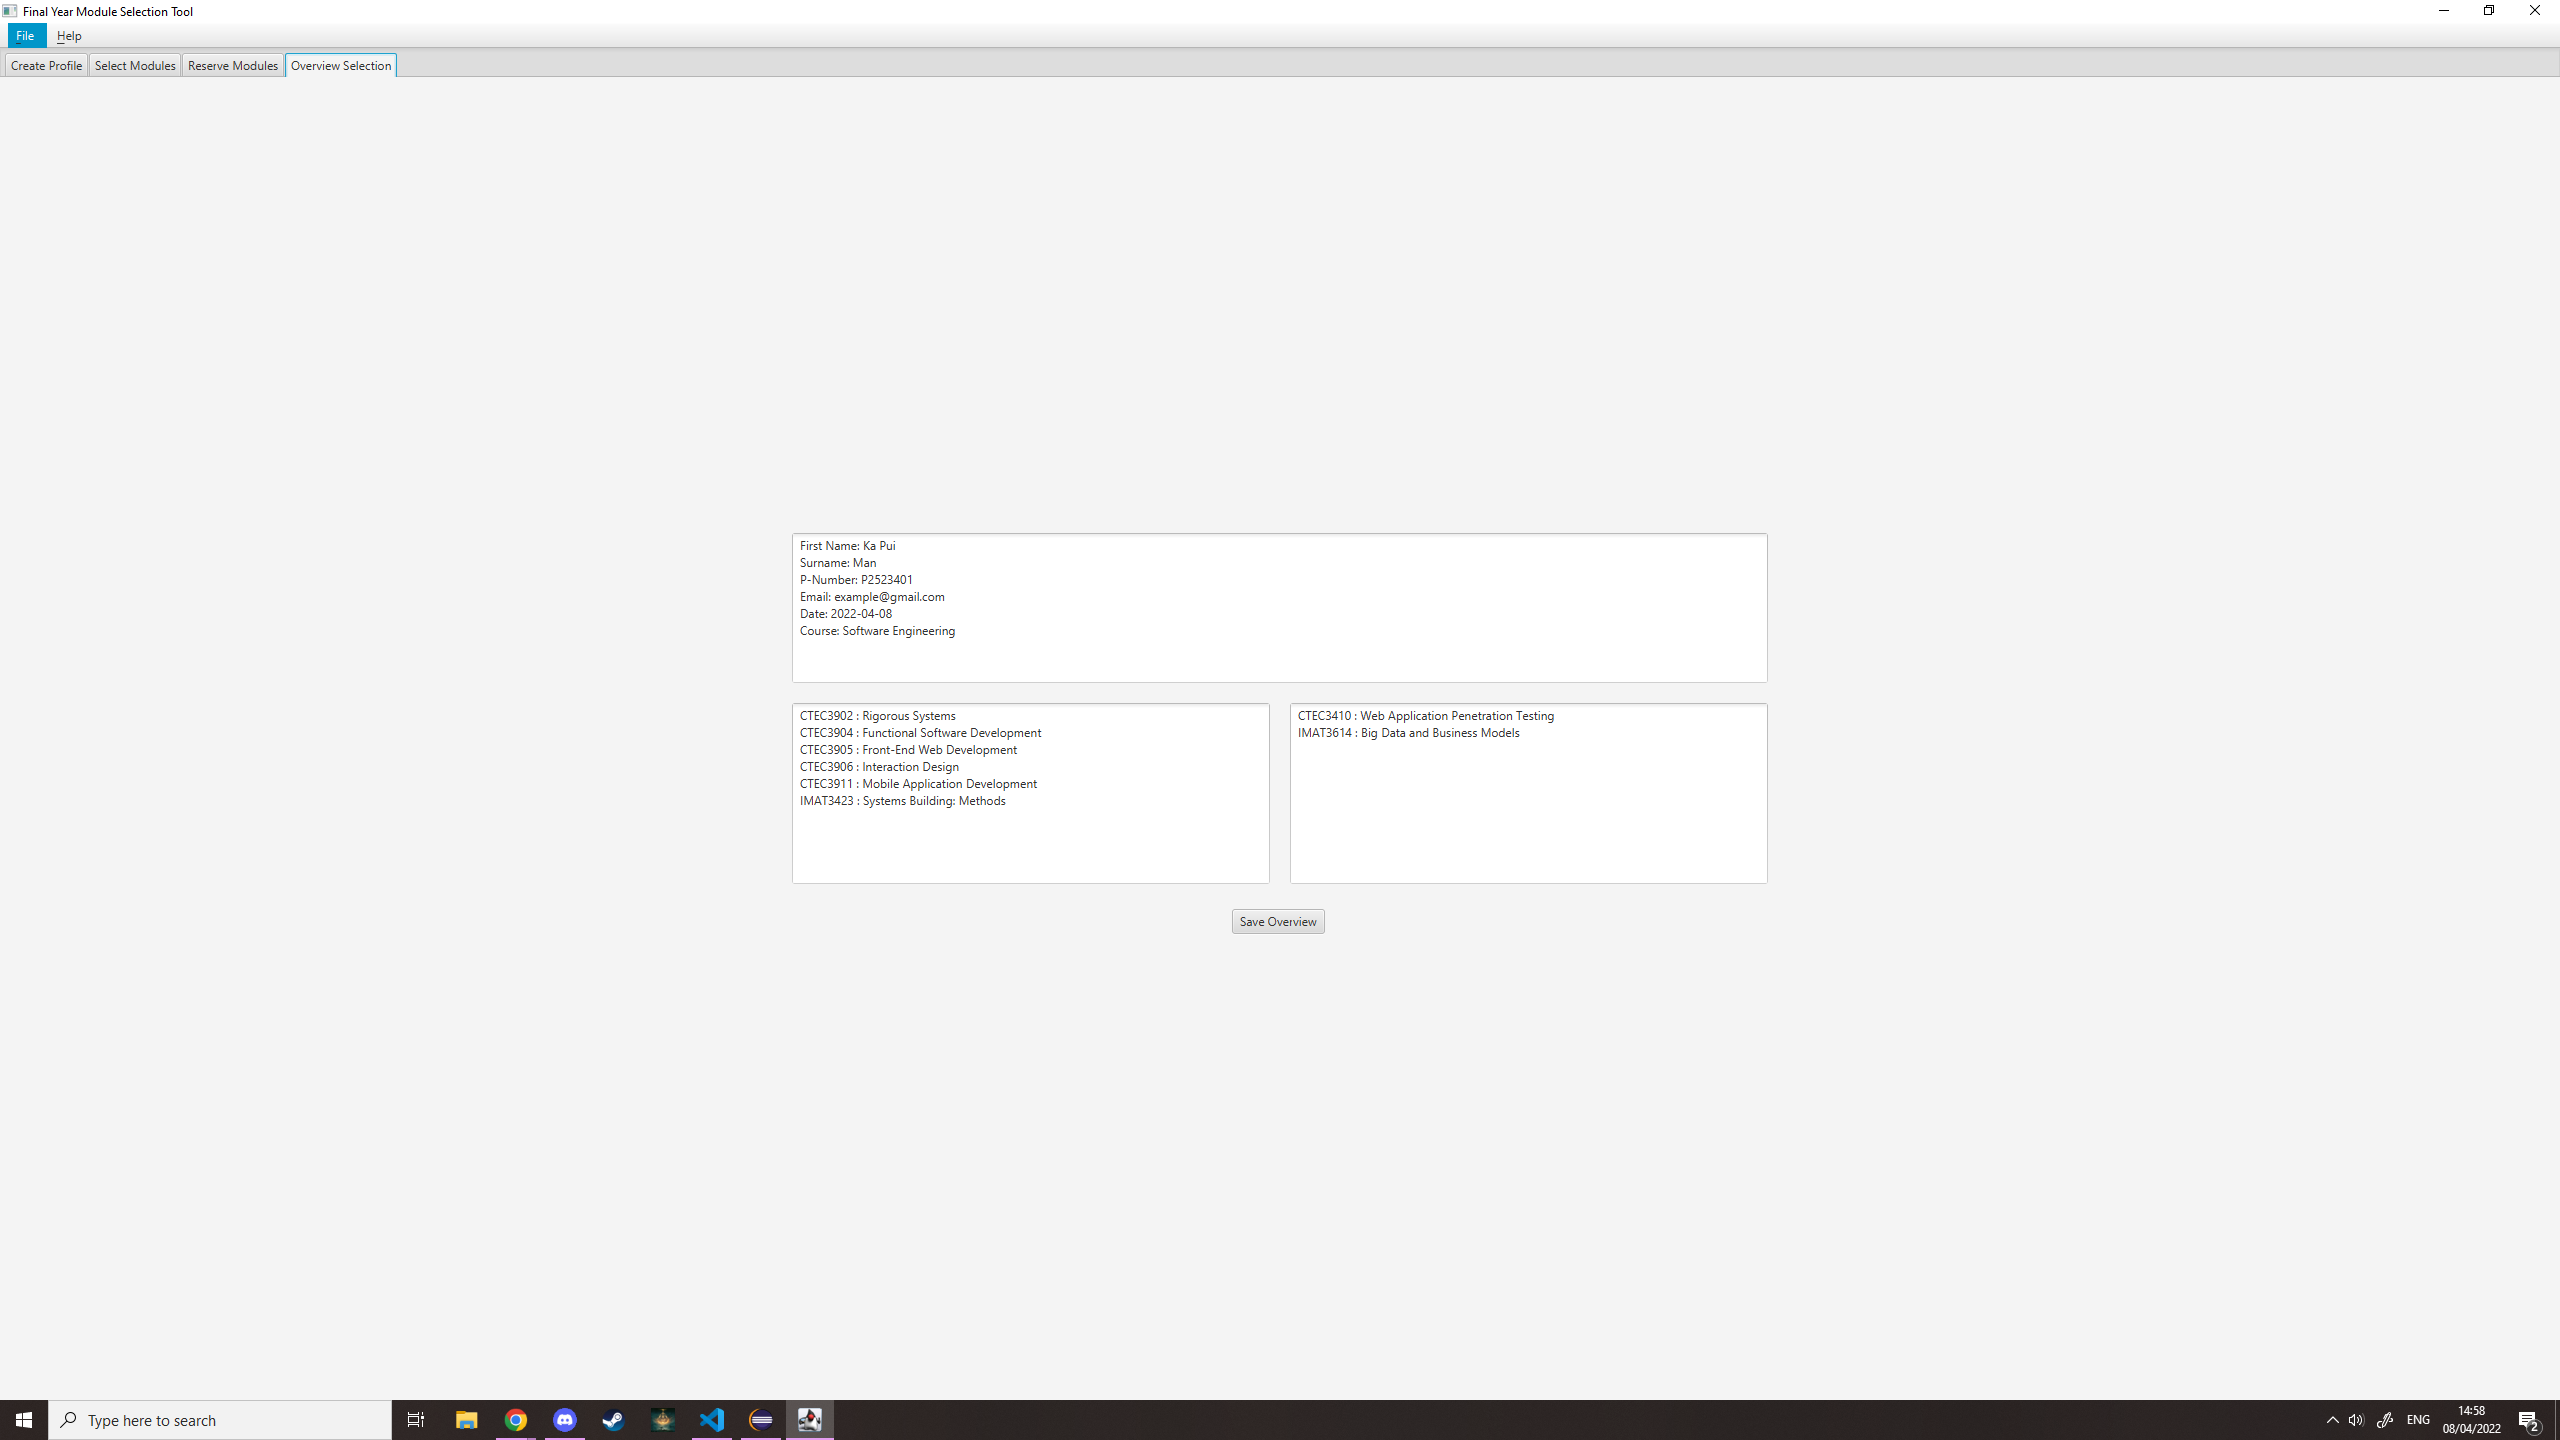 Final Year Module Selection Tool
File Help
Create Profile Select Modules Reserve Modules Overview Selection
First Name: Ka Pui
Surname: Man
P-Number: P2523401
Email: example@gmail.com
Date: 2022-04-08
Course: Software Engineering
CTEC3902 : Rigorous Systems
CTEC3904 : Functional Software Development
CTEC3905 : Front-End Web Development
CTEC3906 : Interaction Design
CTEC3911 : Mobile Application Development
IMAT3423 : Systems Building: Methods
CTEC3410 : Web Application Penetration Testing
IMAT3614 : Big Data and Business Models
Save Overview
Type here to search
ENG
14:58
08/04/2022
2